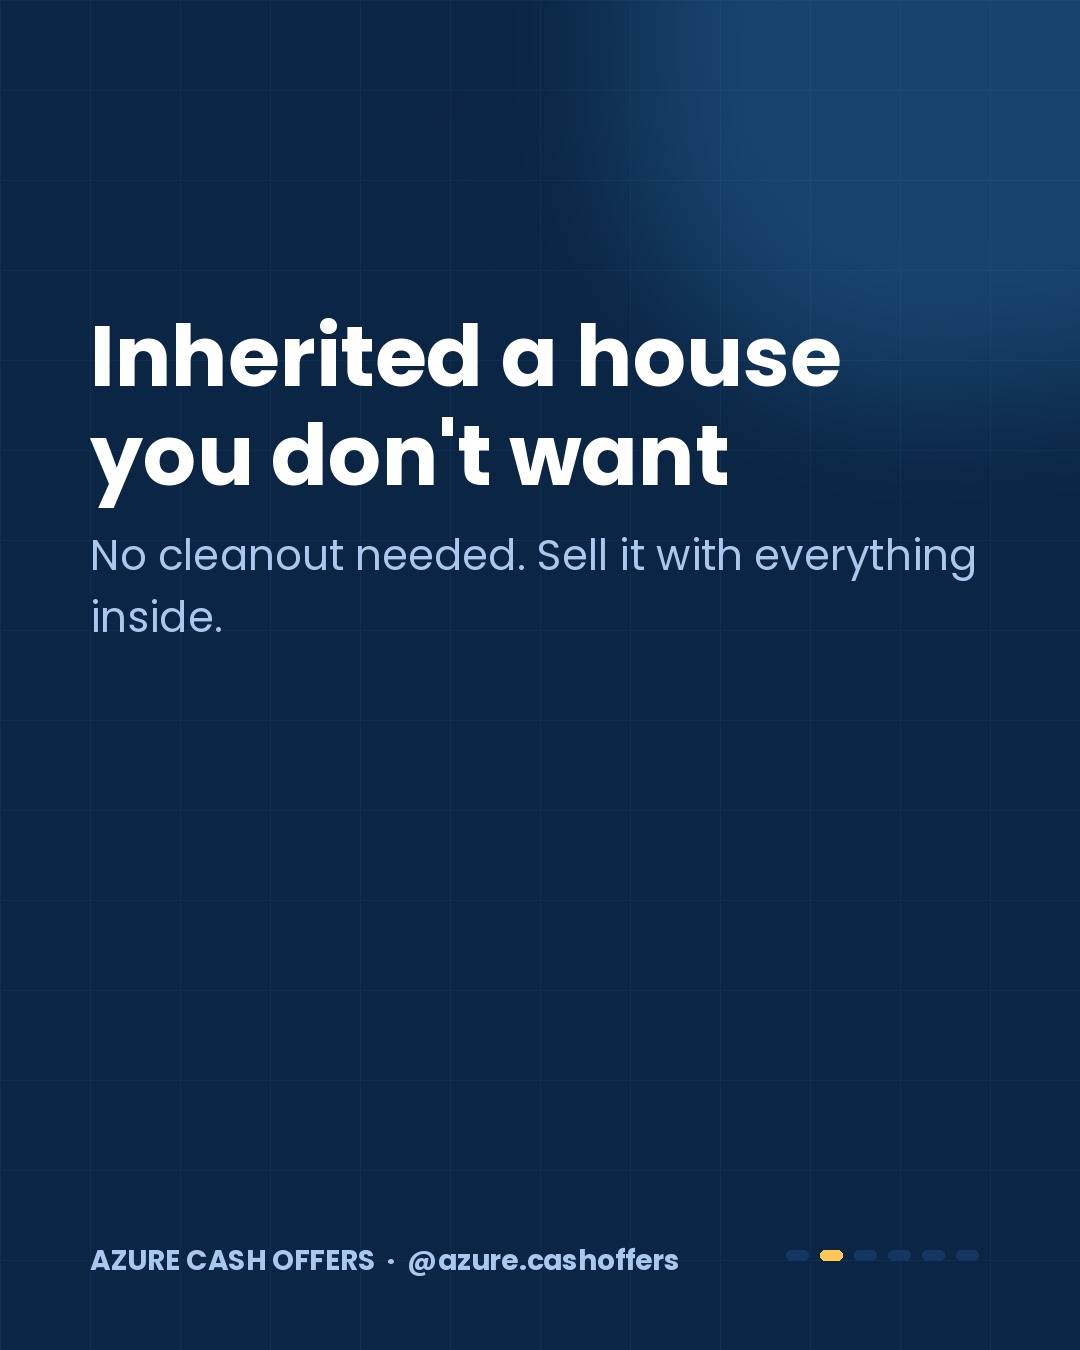 Inherited a house
you don't want
No cleanout needed. Sell it with everything
inside.
AZURE CASH OFFERS · @azure.cashoffers